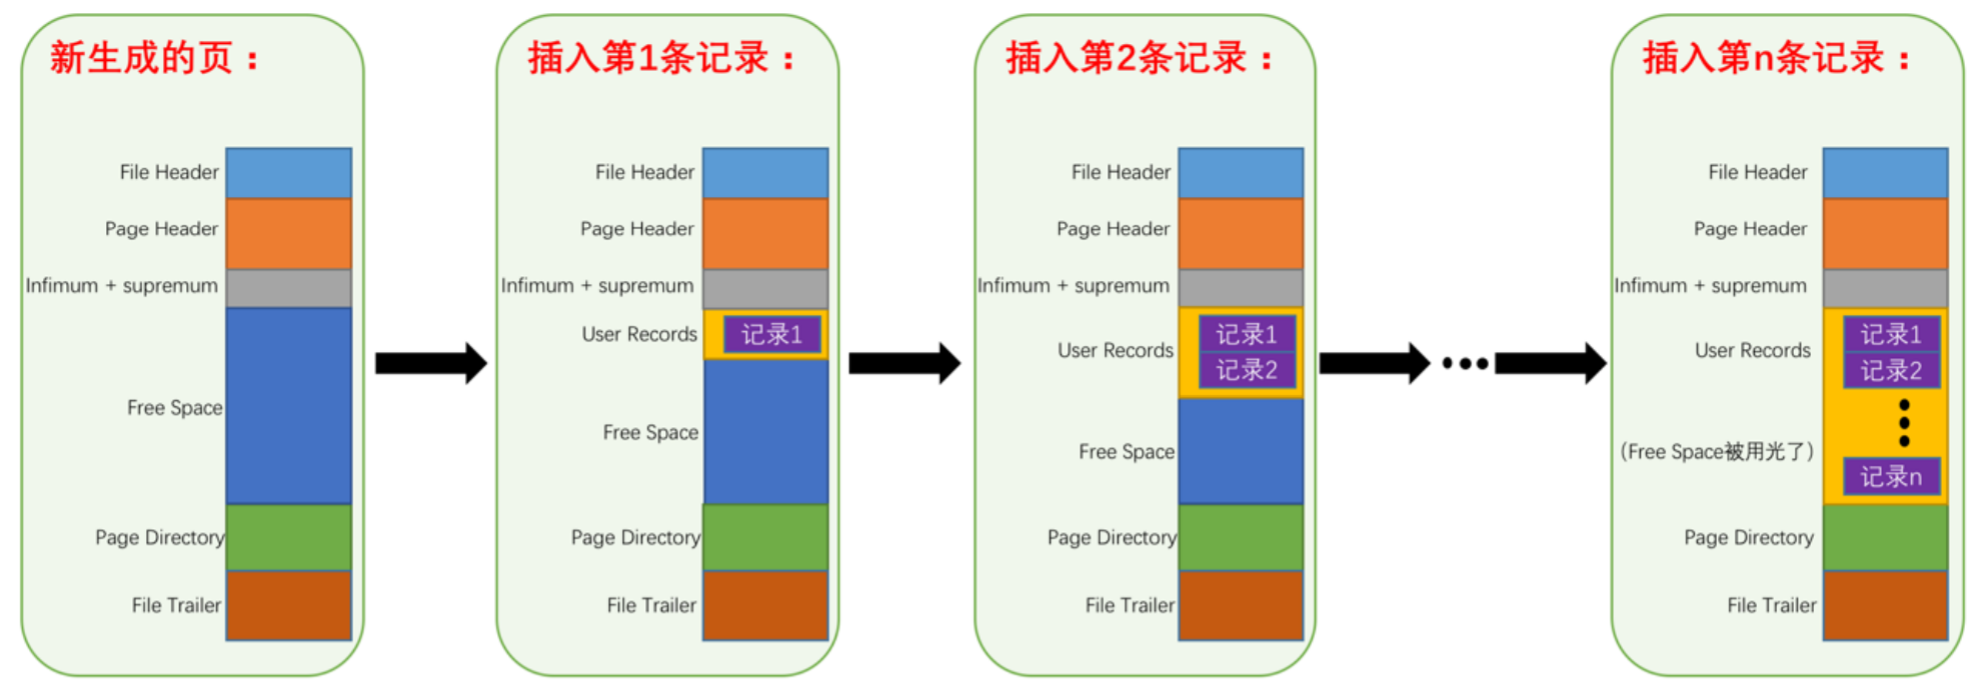 新生成的页：
File Header
Page Header
Infimum + supremum
Free Space
Page Directory
File Trailer
插入第1条记录：
File Header
Page Header
Infimum + supremum
User Records
记录1
Free Space
Page Directory
File Trailer
插入第2条记录：
File Header
Page Header
Infimum + supremum
User Records
记录1
记录2
Free Space
Page Directory
File Trailer
插入第n条记录：
File Header
Page Header
Infimum + supremum
User Records
记录1
记录2
(Free Space被用光了)
记录n
Page Directory
File Trailer